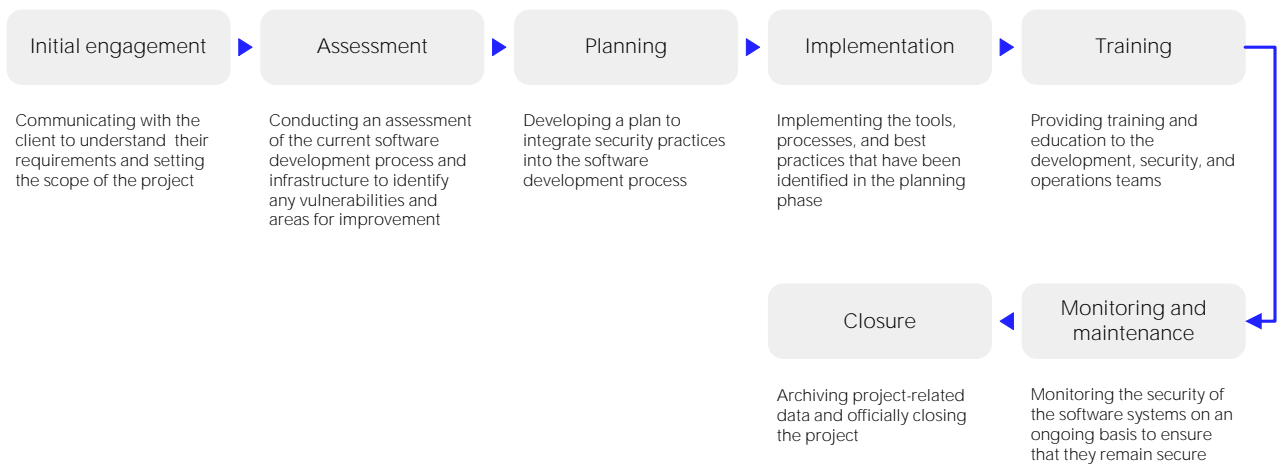 Initial engagement
Communicating with the
client to understand their
requirements and setting
the scope of the project
Assessment
Conducting an assessment
of the current software
development process and
infrastructure to identify
any vulnerabilities and
areas for improvement
Planning
Developing a plan to
integrate security practices
into the software
development process
Implementation
Implementing the tools,
processes, and best
practices that have been
identified in the planning
phase
Training
Providing training and
education to the
development, security, and
operations teams
Monitoring and
maintenance
Monitoring the security of
the software systems on an
ongoing basis to ensure
that they remain secure
Closure
Archiving project-related
data and officially closing
the project